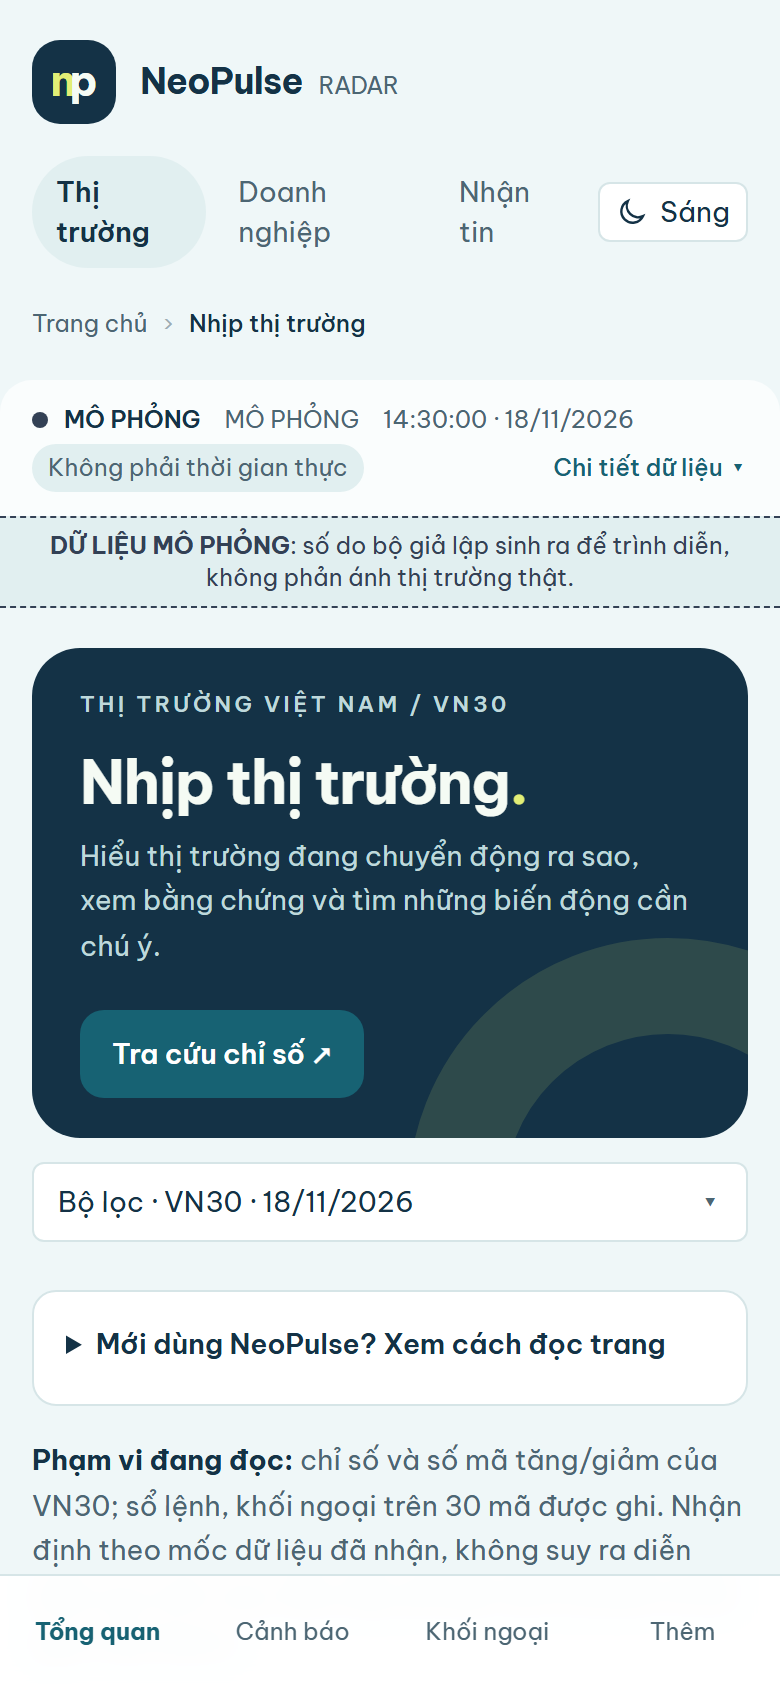 np NeoPulse RADAR
Thị trường
Doanh nghiệp
Nhận tin
Sáng
Trang chủ › Nhịp thị trường
MÔ PHỎNG MÔ PHỎNG 14:30:00 · 18/11/2026
Không phải thời gian thực Chi tiết dữ liệu ▾
DỮ LIỆU MÔ PHỎNG: số do bộ giả lập sinh ra để trình diễn,
không phản ánh thị trường thật.
THỊ TRƯỜNG VIỆT NAM / VN30
Nhịp thị trường.
Hiểu thị trường đang chuyển động ra sao,
xem bằng chứng và tìm những biến động cần
chú ý.
Tra cứu chỉ số ↗
Bộ lọc · VN30 · 18/11/2026 ▾
▶ Mới dùng NeoPulse? Xem cách đọc trang
Phạm vi đang đọc: chỉ số và số mã tăng/giảm của
VN30; sổ lệnh, khối ngoại trên 30 mã được ghi. Nhận
định theo mốc dữ liệu đã nhận, không suy ra diễn
Tổng quan Cảnh báo Khối ngoại Thêm